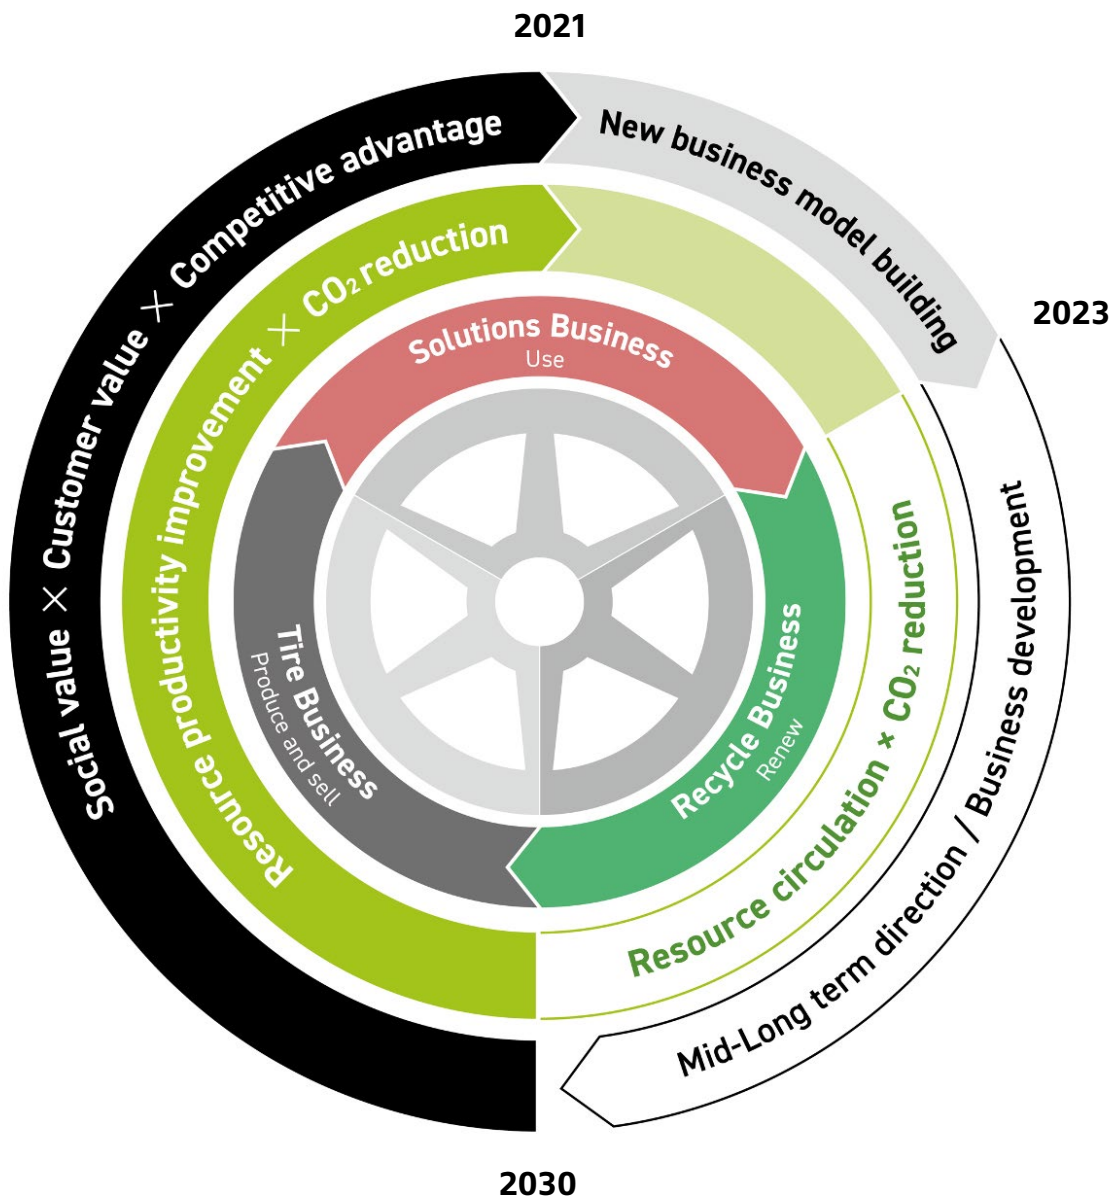 2021
Social value × Customer value × Competitive advantage
New business model building
2023
Resource productivity improvement × CO₂ reduction
Solutions Business
Use
Tire Business
Produce and sell
Recycle Business
Renew
Resource circulation × CO₂ reduction
Mid-Long term direction / Business development
2030